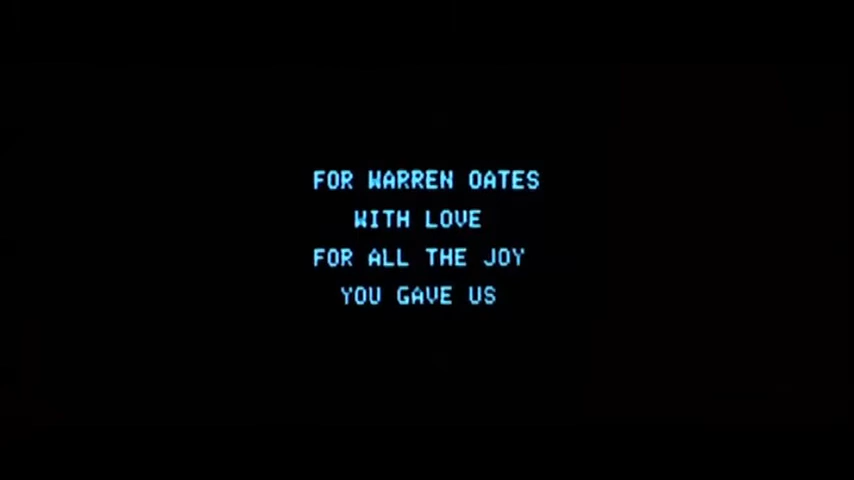 FOR WARREN OATES
WITH LOVE
FOR ALL THE JOY
YOU GAVE US